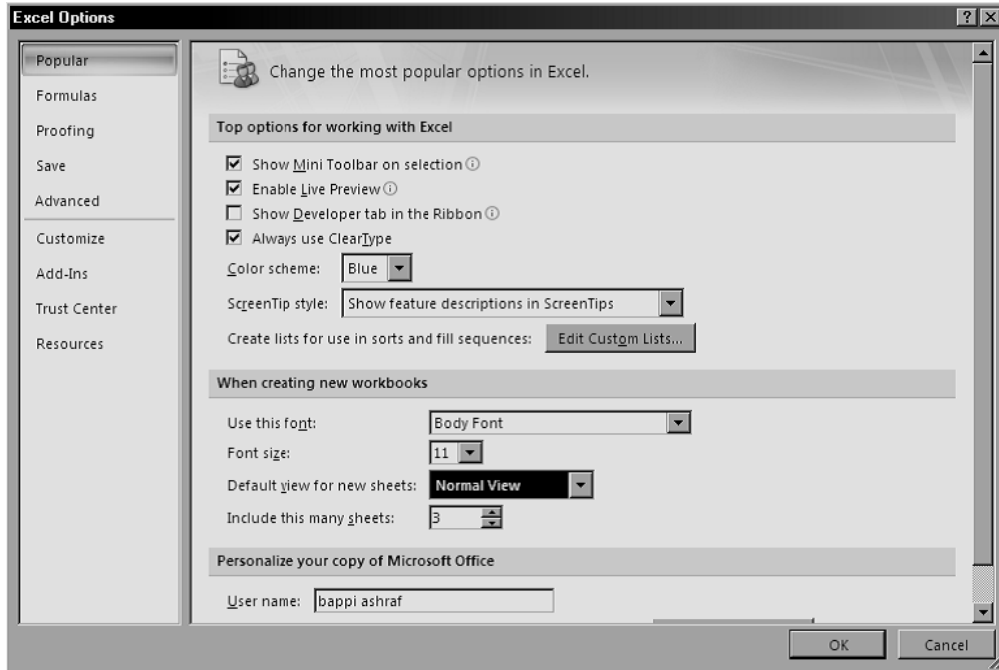 Excel Options
Popular
Formulas
Proofing
Save
Advanced
Customize
Add-Ins
Trust Center
Resources
Change the most popular options in Excel.
Top options for working with Excel
Show Mini Toolbar on selection
Enable Live Preview
Show Developer tab in the Ribbon
Always use ClearType
Color scheme: Blue
ScreenTip style: Show feature descriptions in ScreenTips
Create lists for use in sorts and fill sequences: Edit Custom Lists...
When creating new workbooks
Use this font: Body Font
Font size: 11
Default view for new sheets: Normal View
Include this many sheets: 3
Personalize your copy of Microsoft Office
User name: bappi ashraf
OK Cancel